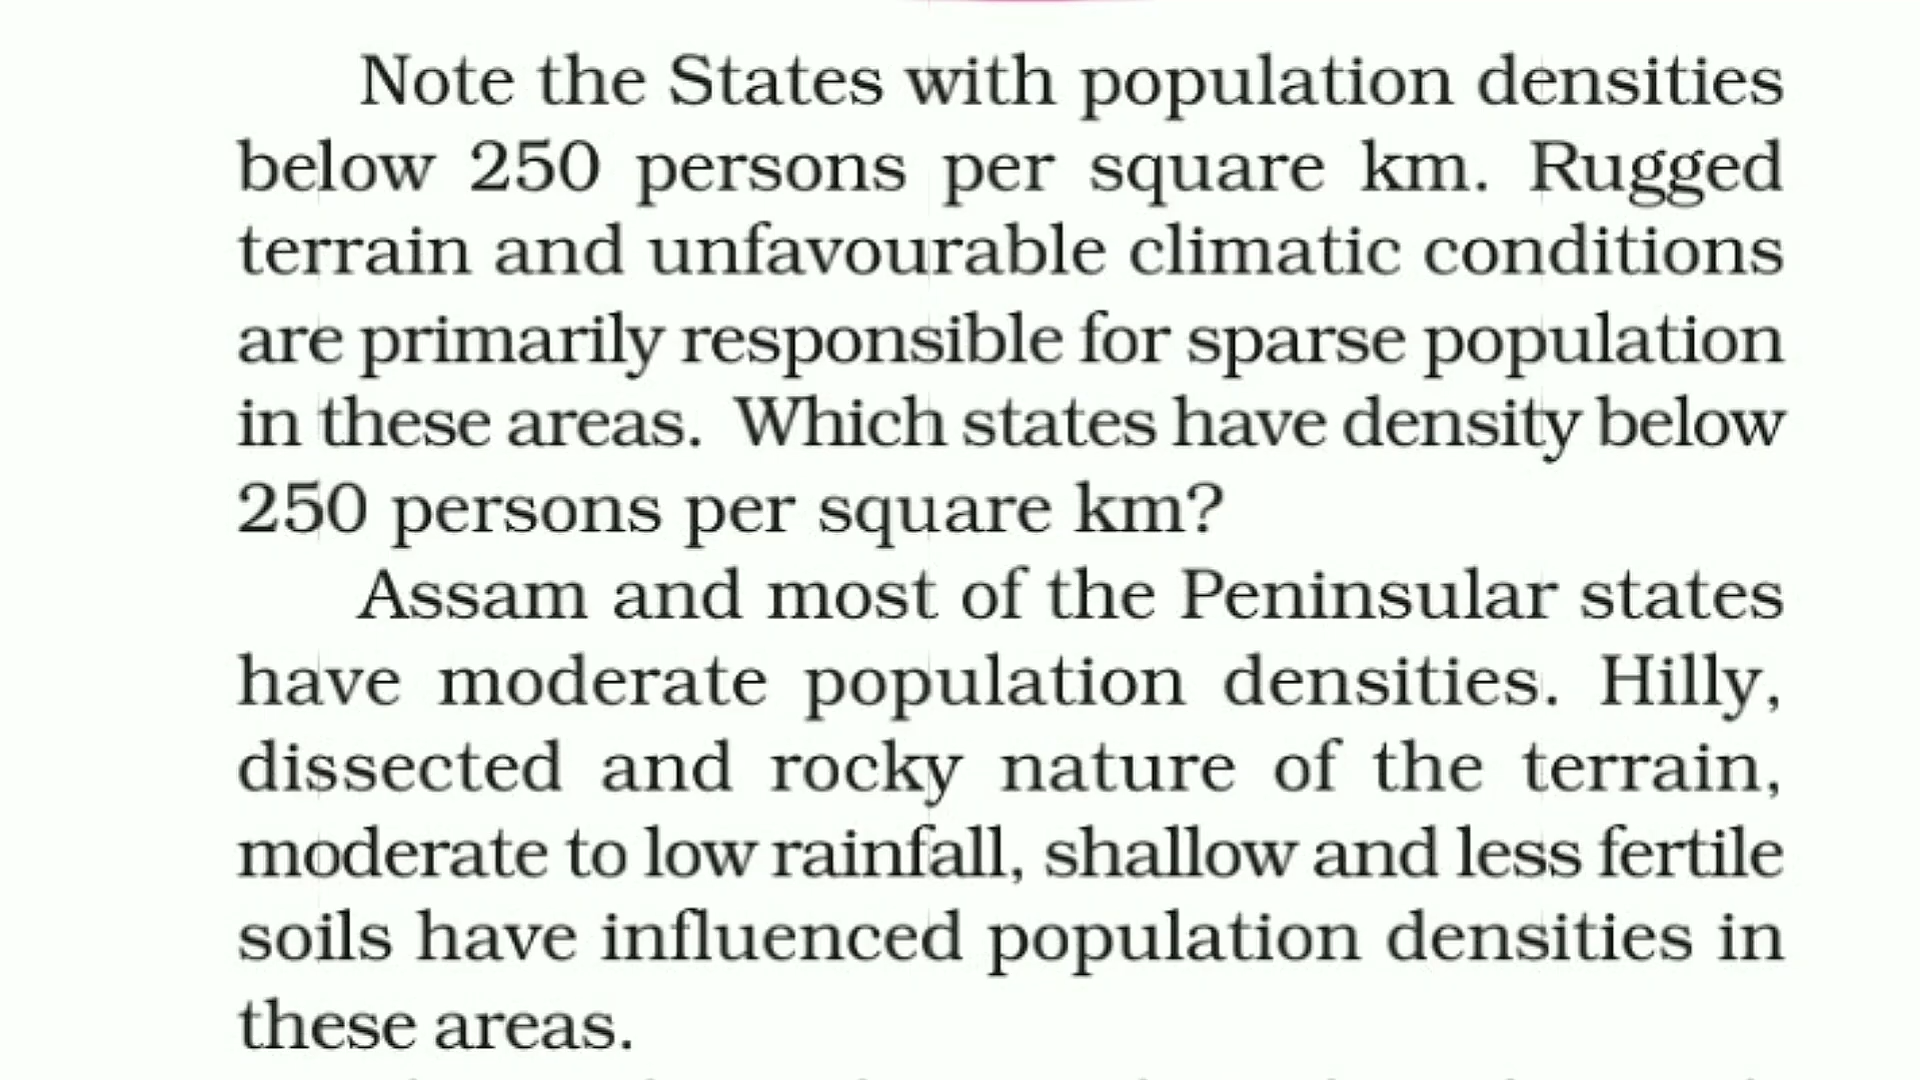 Note the States with population densities
below 250 persons per square km. Rugged
terrain and unfavourable climatic conditions
are primarily responsible for sparse population
in these areas. Which states have density below
250 persons per square km?
Assam and most of the Peninsular states
have moderate population densities. Hilly,
dissected and rocky nature of the terrain,
moderate to low rainfall, shallow and less fertile
soils have influenced population densities in
these areas.